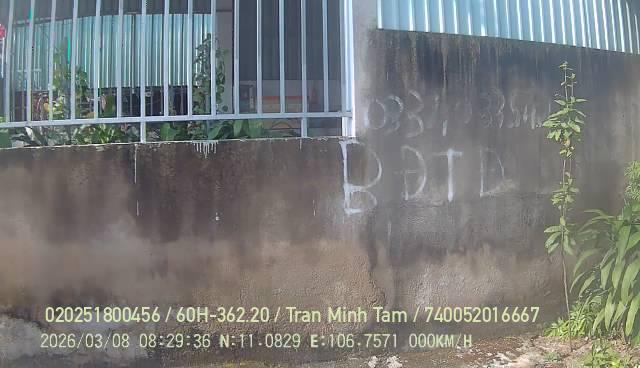 B ĐT D
020251800456 / 60H-362.20 / Tran Minh Tam / 740052016667
2026/03/08 08:29:36 N:11.0829 E:106.7571 000KM/H